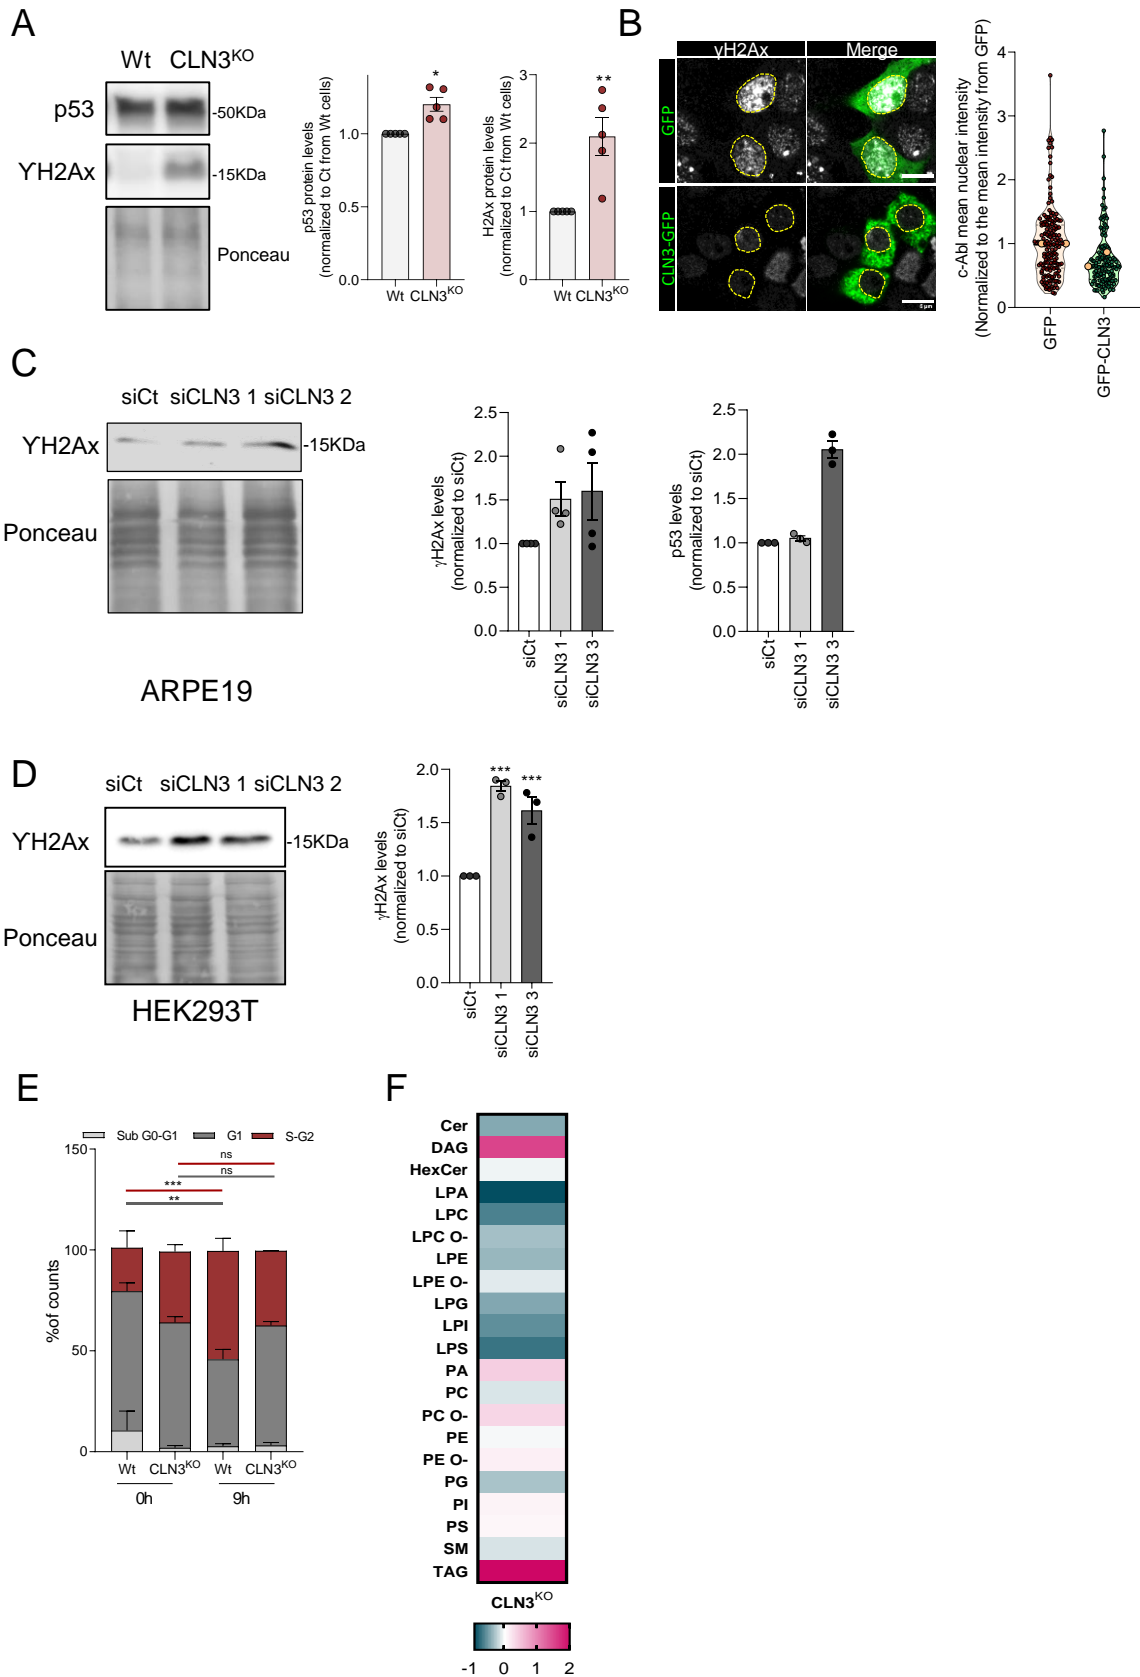 A
Wt CLN3KO
p53
-50KDa
ϒH2Ax
-15KDa
Ponceau
p53 protein levels
(normalized to Ct from Wt cells)
1.0
0.5
0.0
*
Wt CLN3KO
H2Ax protein levels
(normalized to Ct from Wt cells)
3
2
1
0
**
Wt CLN3KO
B
γH2Ax Merge
GFP
CLN3-GFP
5 µm
c-Abl mean nuclear intensity
(Normalized to the mean intensity from GFP)
4
3
2
1
0
GFP
GFP-CLN3
C
siCt siCLN3 1 siCLN3 2
ϒH2Ax
-15KDa
Ponceau
ARPE19
γH2Ax levels
(normalized to siCt)
2.5
2.0
1.5
1.0
0.5
0.0
siCt
siCLN3 1
siCLN3 3
p53 levels
(normalized to siCt)
2.5
2.0
1.5
1.0
0.5
0.0
siCt
siCLN3 1
siCLN3 3
D
siCt siCLN3 1 siCLN3 2
ϒH2Ax
-15KDa
Ponceau
HEK293T
γH2Ax levels
(normalized to siCt)
2.0
1.5
1.0
0.5
0.0
*** ***
siCt
siCLN3 1
siCLN3 3
E
Sub G0-G1 G1 S-G2
%of counts
150
100
50
0
ns
ns
***
**
Wt CLN3KO Wt CLN3KO
0h 9h
F
Cer
DAG
HexCer
LPA
LPC
LPC O-
LPE
LPE O-
LPG
LPI
LPS
PA
PC
PC O-
PE
PE O-
PG
PI
PS
SM
TAG
CLN3KO
-1 0 1 2